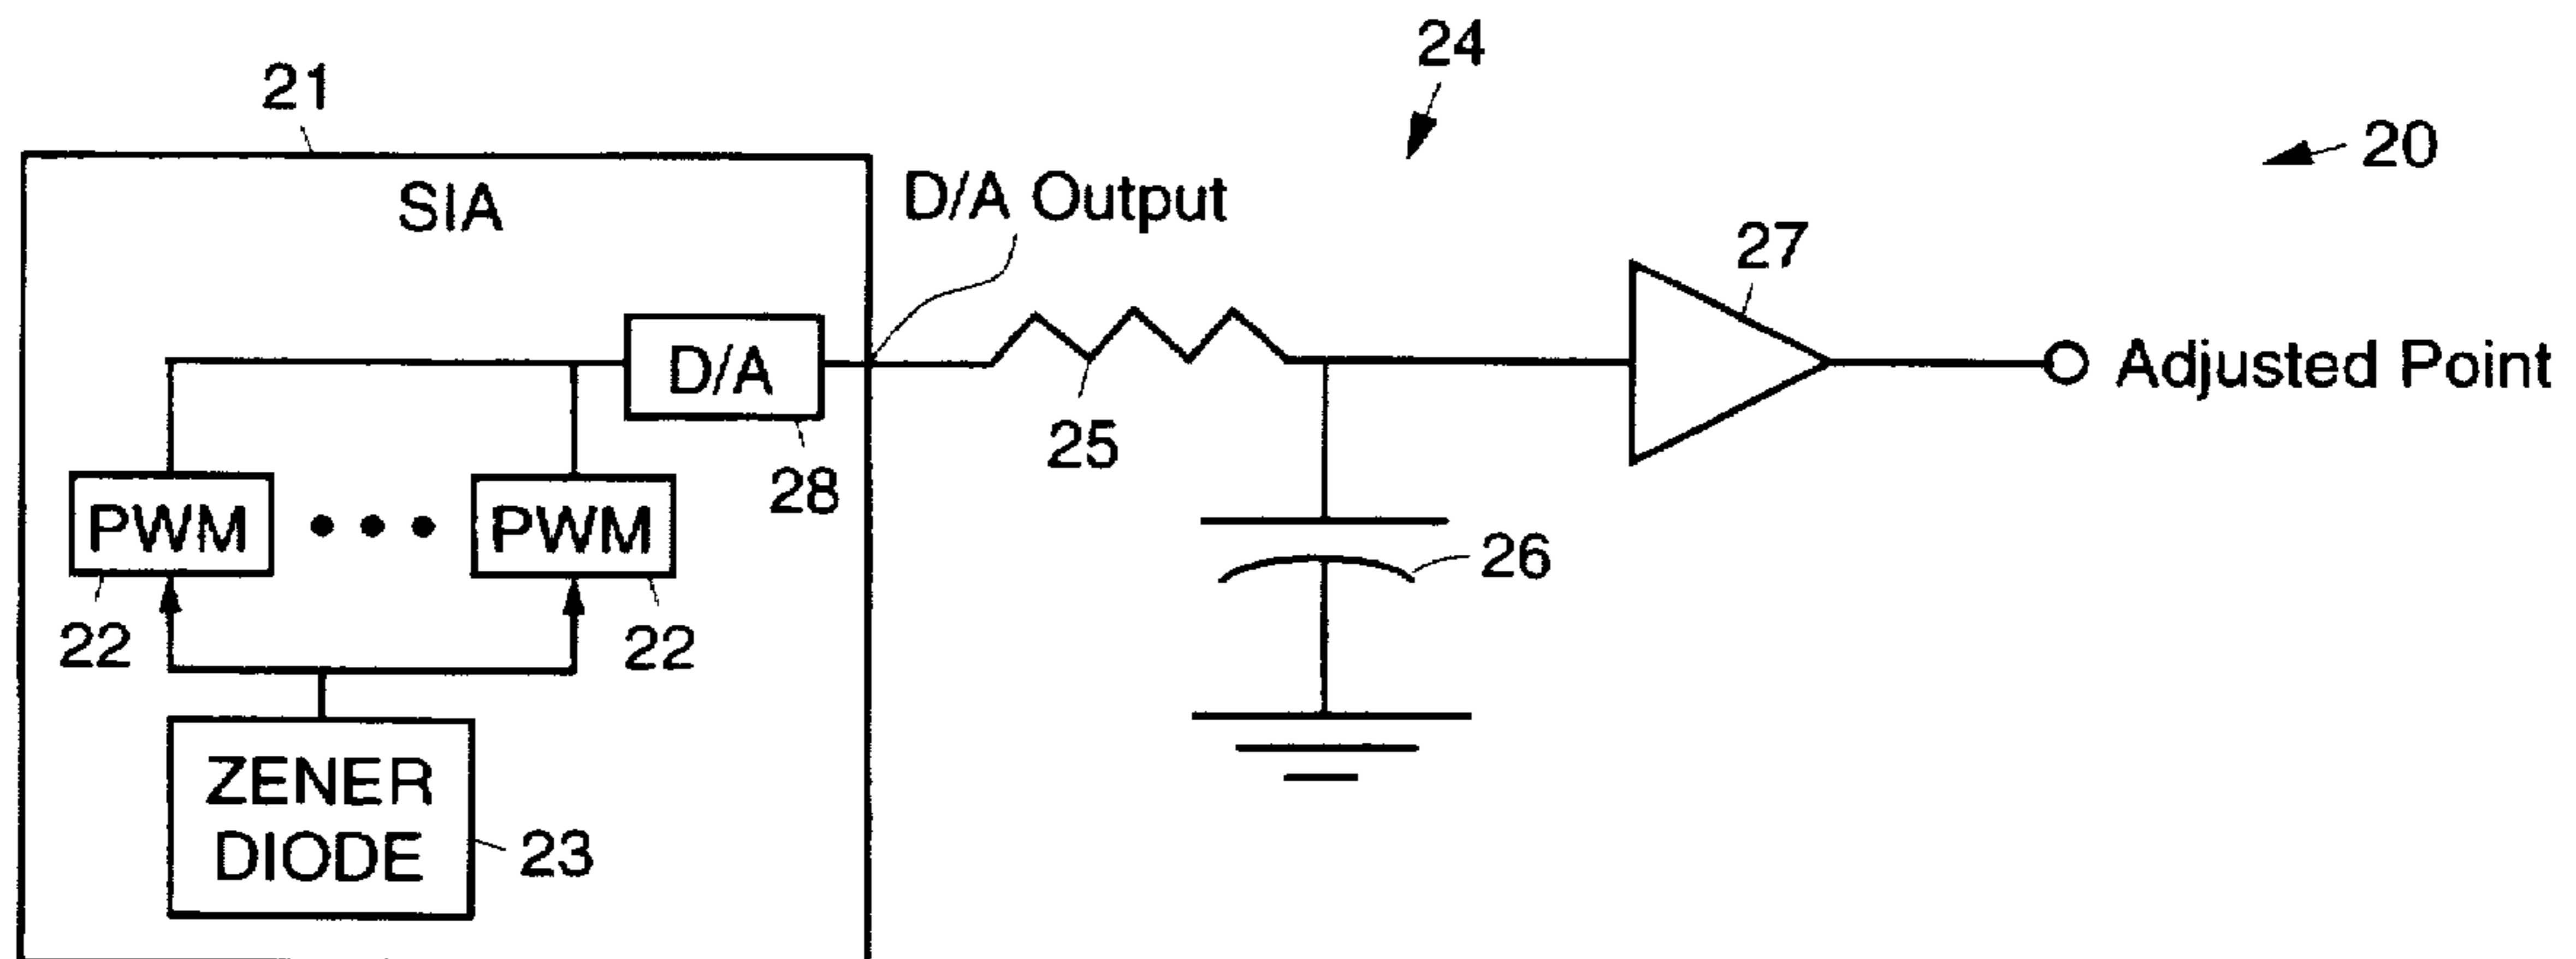 24
21
20
SIA
D/A Output
27
D/A
Adjusted Point
25
28
PWM
PWM
26
22
22
ZENER
DIODE
23